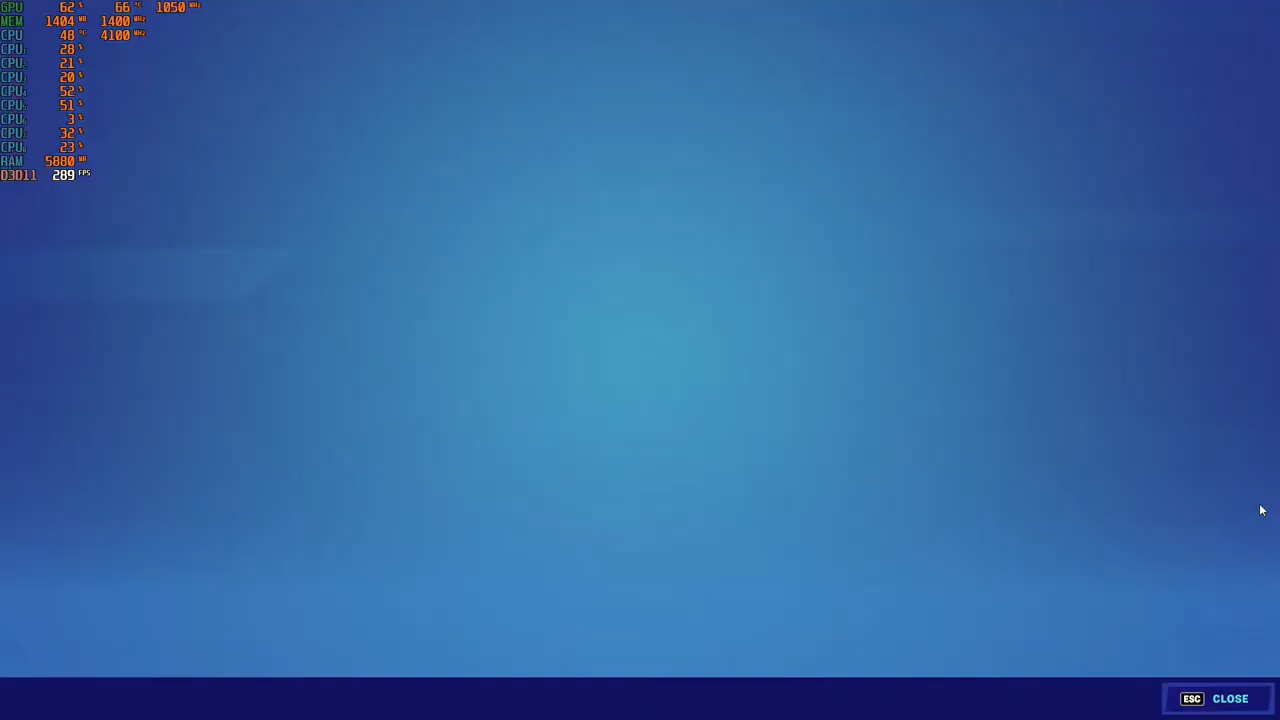 GPU 62 % 66 °C 1050 MHz
MEM 1404 MB 1400 MHz
CPU 48 °C 4100 MHz
CPU 28 %
CPU 21 %
CPU 20 %
CPU 52 %
CPU 51 %
CPU 3 %
CPU 32 %
CPU 23 %
RAM 5880 MB
D3D11 289 FPS
ESC CLOSE